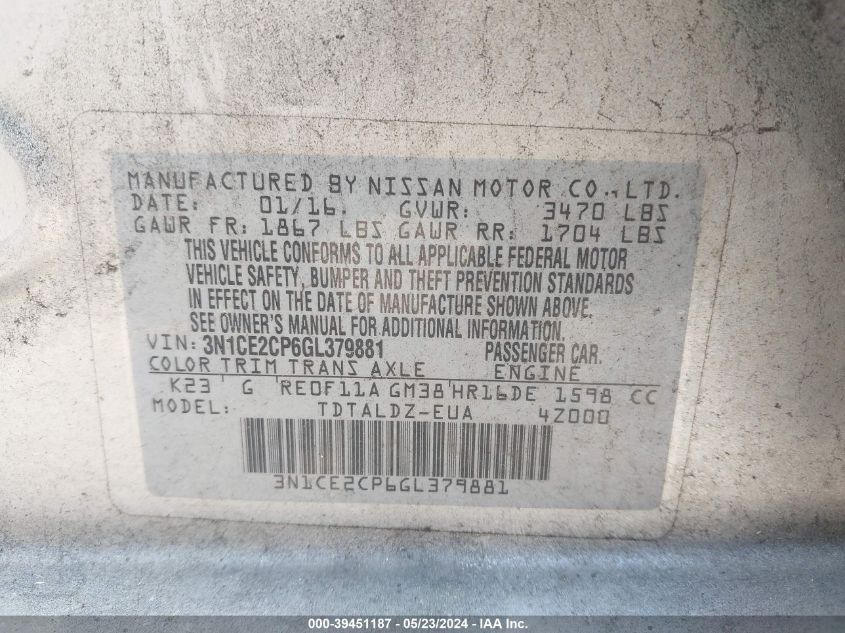 MANUFACTURED BY NISSAN MOTOR CO., LTD.
DATE: 01/16. GVWR: 3470 LBS
GAWR FR: 1867 LBS GAWR RR: 1704 LBS
THIS VEHICLE CONFORMS TO ALL APPLICABLE FEDERAL MOTOR
VEHICLE SAFETY, BUMPER AND THEFT PREVENTION STANDARDS
IN EFFECT ON THE DATE OF MANUFACTURE SHOWN ABOVE.
SEE OWNER'S MANUAL FOR ADDITIONAL INFORMATION.
VIN: 3N1CE2CP6GL379881 PASSENGER CAR.
COLOR TRIM TRANS AXLE ENGINE
K23 G RE0F11A GM38 HR16DE 1598 CC
MODEL: TDTALDZ-EUA 4Z000
3N1CE2CP6GL379881
000-39451187 - 05/23/2024 - IAA Inc.